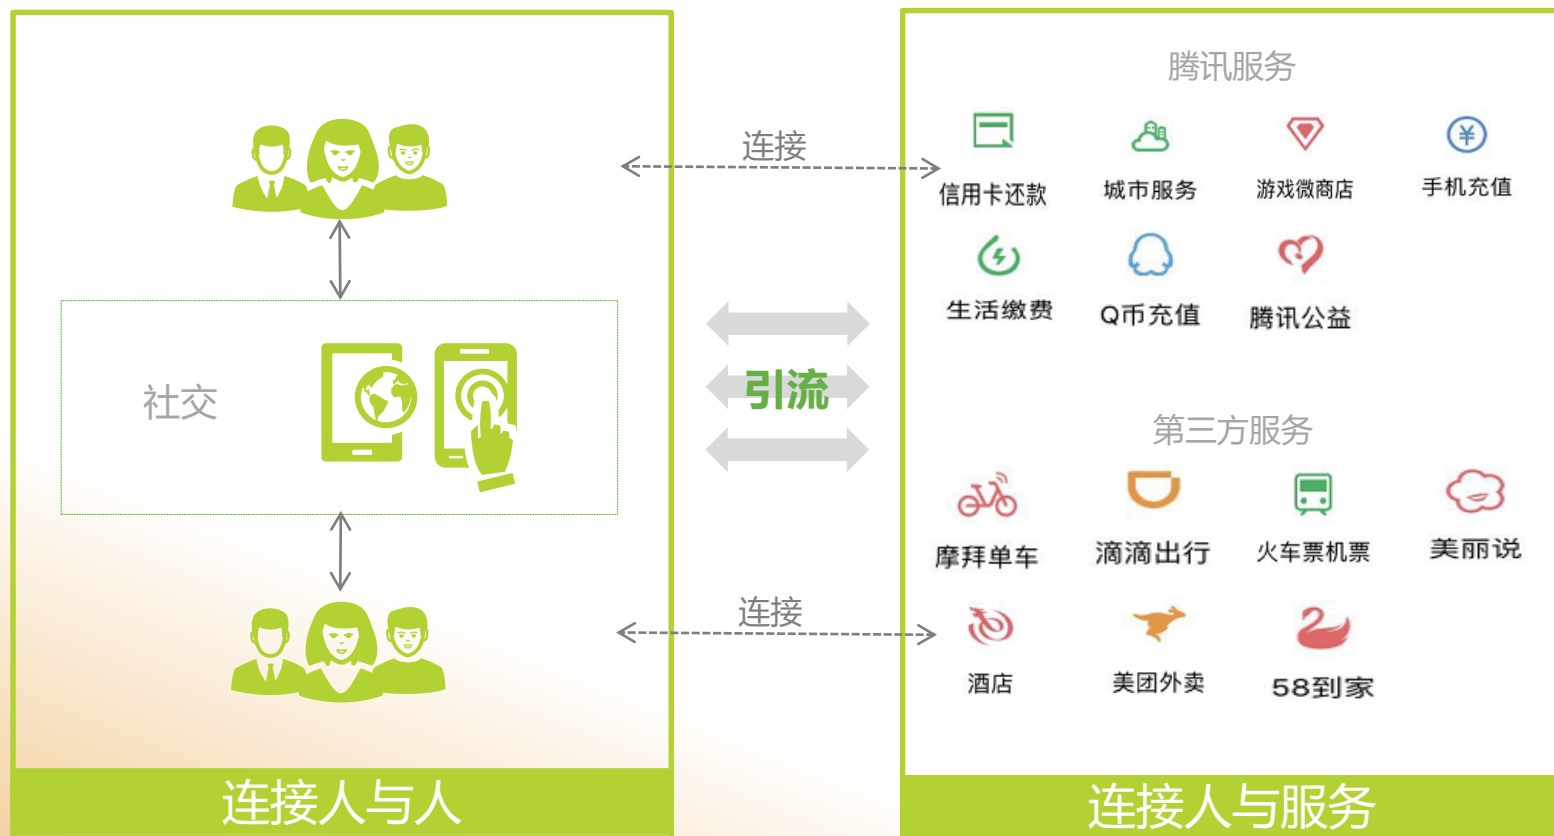 社交
连接人与人
连接
引流
连接
腾讯服务
信用卡还款
城市服务
游戏微商店
手机充值
生活缴费
Q币充值
腾讯公益
第三方服务
摩拜单车
滴滴出行
火车票机票
美丽说
酒店
美团外卖
58到家
连接人与服务